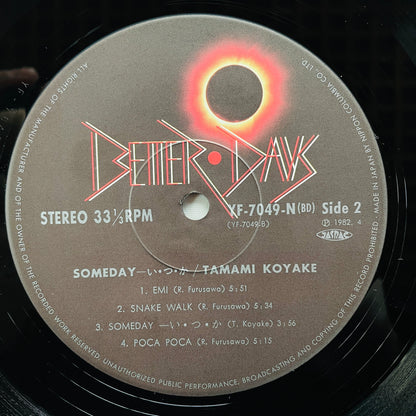 BETTER・DAYS
STEREO 33 1/3 RPM
YF-7049-N(BD) Side 2
(YF-7049-B)
Ⓟ 1982. 4
JASRAC
SOMEDAY ―い・つ・か / TAMAMI KOYAKE
1. EMI (R. Furusawa) 5:51
2. SNAKE WALK (R. Furusawa) 5:34
3. SOMEDAY ―い・つ・か (T. Koyake) 3:56
4. POCA POCA (R. Furusawa) 5:15
ALL RIGHTS OF THE MANUFACTURER AND OF THE OWNER OF THE RECORDED WORK RESERVED. UNAUTHORIZED PUBLIC PERFORMANCE, BROADCASTING AND COPYING OF THIS RECORD PROHIBITED. · MADE IN JAPAN BY NIPPON COLUMBIA CO. LTD